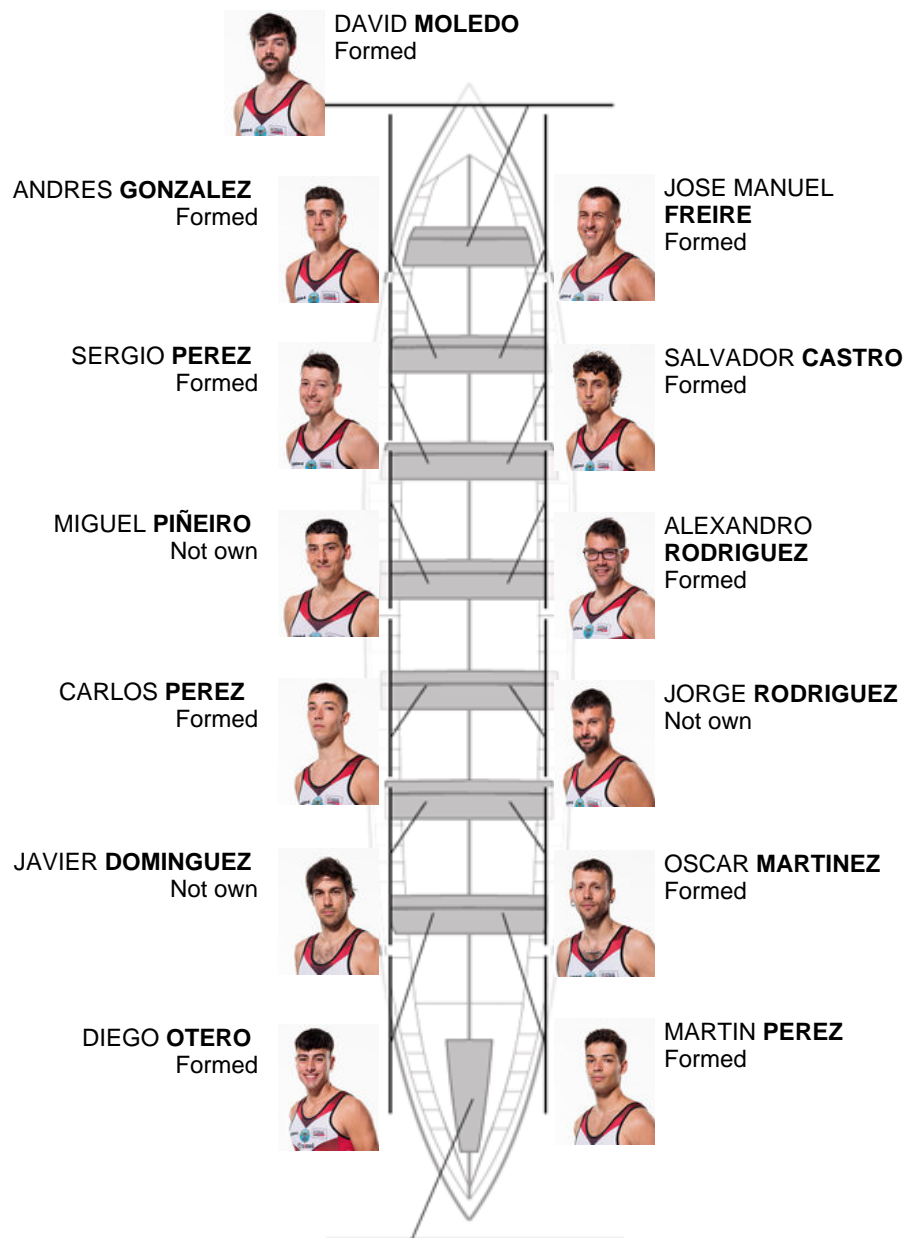 DAVID MOLEDO
Formed
ANDRES GONZALEZ
Formed
JOSE MANUEL
FREIRE
Formed
SERGIO PEREZ
Formed
SALVADOR CASTRO
Formed
MIGUEL PIÑEIRO
Not own
ALEXANDRO
RODRIGUEZ
Formed
CARLOS PEREZ
Formed
JORGE RODRIGUEZ
Not own
JAVIER DOMINGUEZ
Not own
OSCAR MARTINEZ
Formed
DIEGO OTERO
Formed
MARTIN PEREZ
Formed